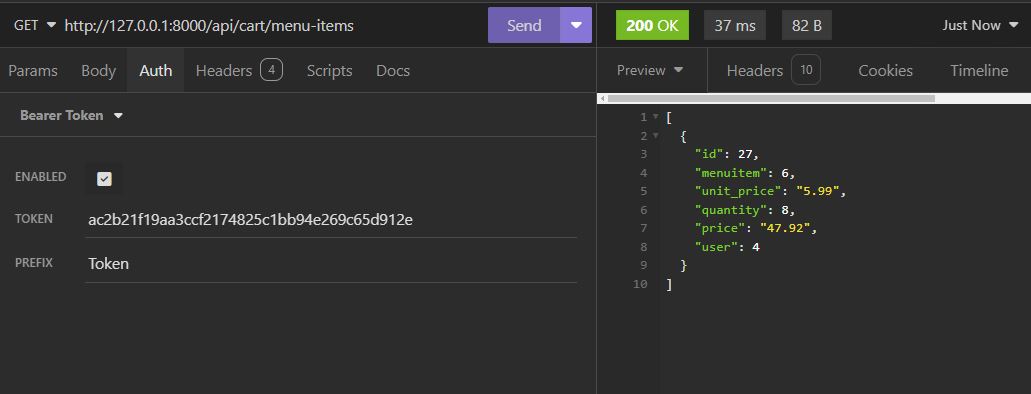 GET http://127.0.0.1:8000/api/cart/menu-items Send
200 OK 37 ms 82 B Just Now
Params Body Auth Headers 4 Scripts Docs
Preview Headers 10 Cookies Timeline
Bearer Token
ENABLED
TOKEN ac2b21f19aa3ccf2174825c1bb94e269c65d912e
PREFIX Token
1 [
2 {
3 "id": 27,
4 "menuitem": 6,
5 "unit_price": "5.99",
6 "quantity": 8,
7 "price": "47.92",
8 "user": 4
9 }
10 ]